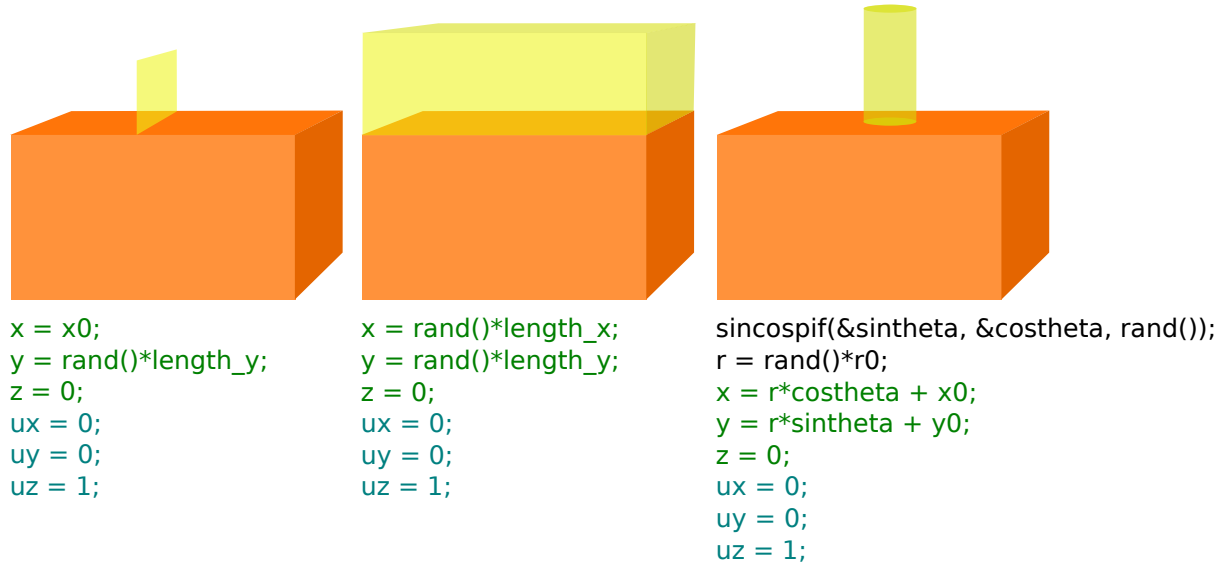 x = x0;
y = rand()*length_y;
z = 0;
ux = 0;
uy = 0;
uz = 1;
x = rand()*length_x;
y = rand()*length_y;
z = 0;
ux = 0;
uy = 0;
uz = 1;
sincospif(&sintheta, &costheta, rand());
r = rand()*r0;
x = r*costheta + x0;
y = r*sintheta + y0;
z = 0;
ux = 0;
uy = 0;
uz = 1;